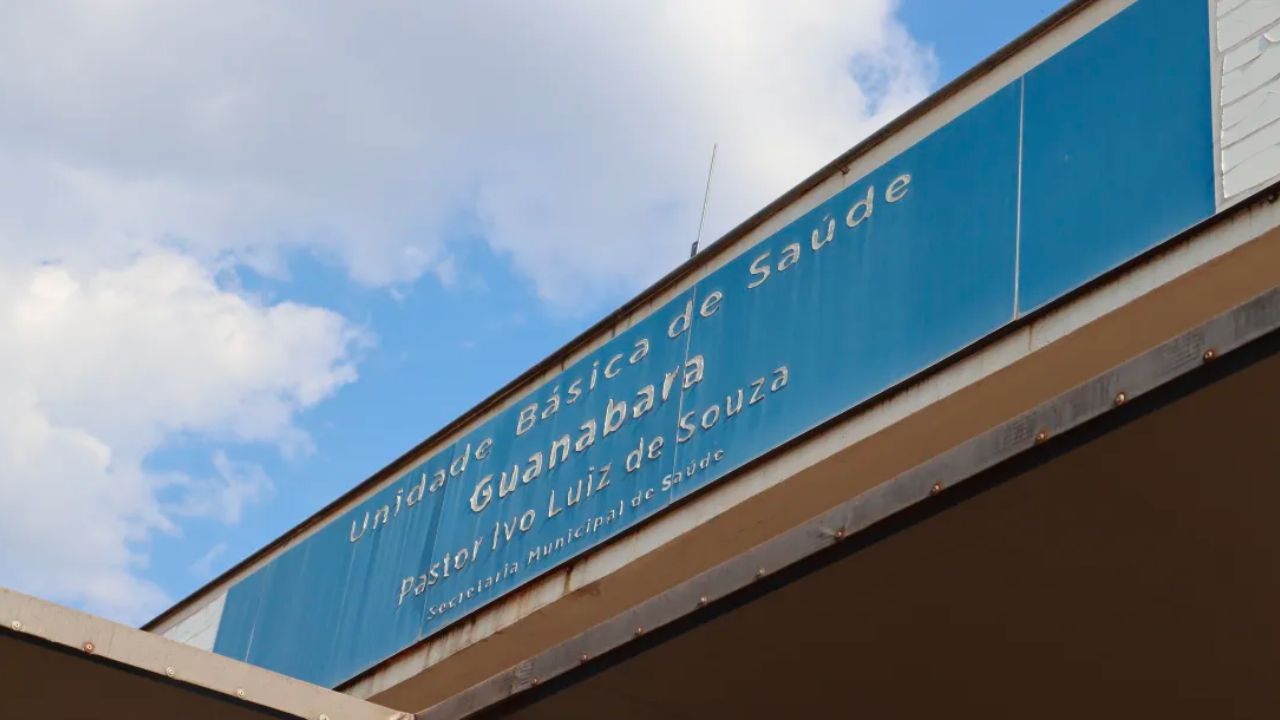 Unidade Básica de Saúde
Guanabara
Pastor Ivo Luiz de Souza
Secretaria Municipal de Saúde